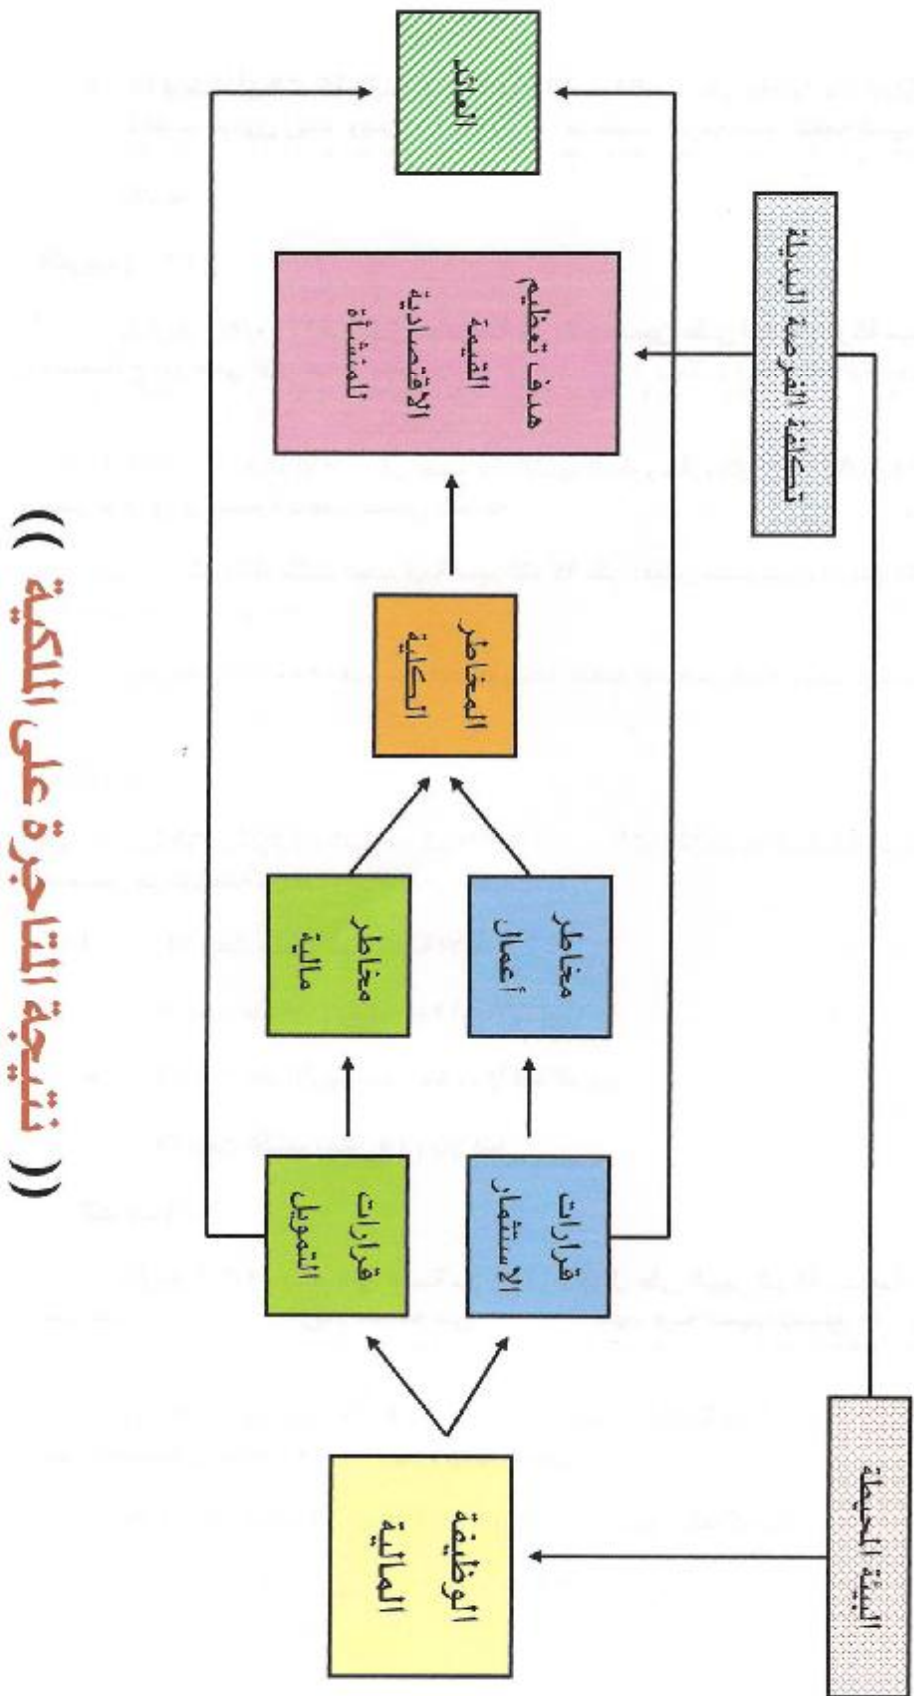 البيئة المحيطة
تكلفة الفرصة البديلة
الوظيفة
المالية
قرارات
الاستثمار
قرارات
التمويل
مخاطر
أعمال
مخاطر
مالية
المخاطر
الكلية
هدف تعظيم
القيمة
الاقتصادية
للمنشأة
العائد
(( نتيجة التاجرة على اللكية ))